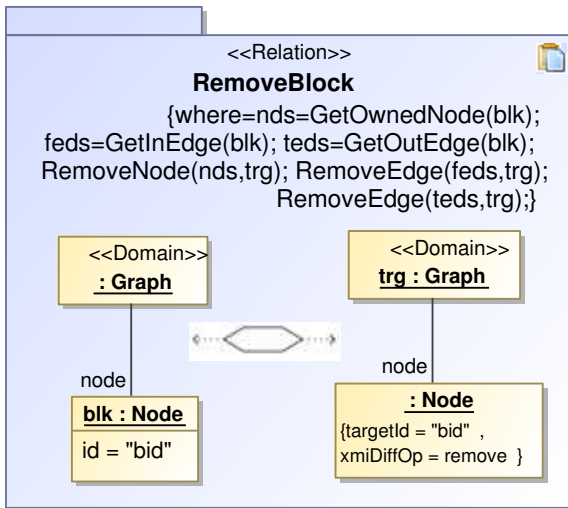 <<Relation>>
RemoveBlock
{where=nds=GetOwnedNode(blk);
feds=GetInEdge(blk); teds=GetOutEdge(blk);
RemoveNode(nds,trg); RemoveEdge(feds,trg);
RemoveEdge(teds,trg);}
<<Domain>>
: Graph
<<Domain>>
trg : Graph
node
node
blk : Node
id = "bid"
: Node
{targetId = "bid" ,
xmiDiffOp = remove }